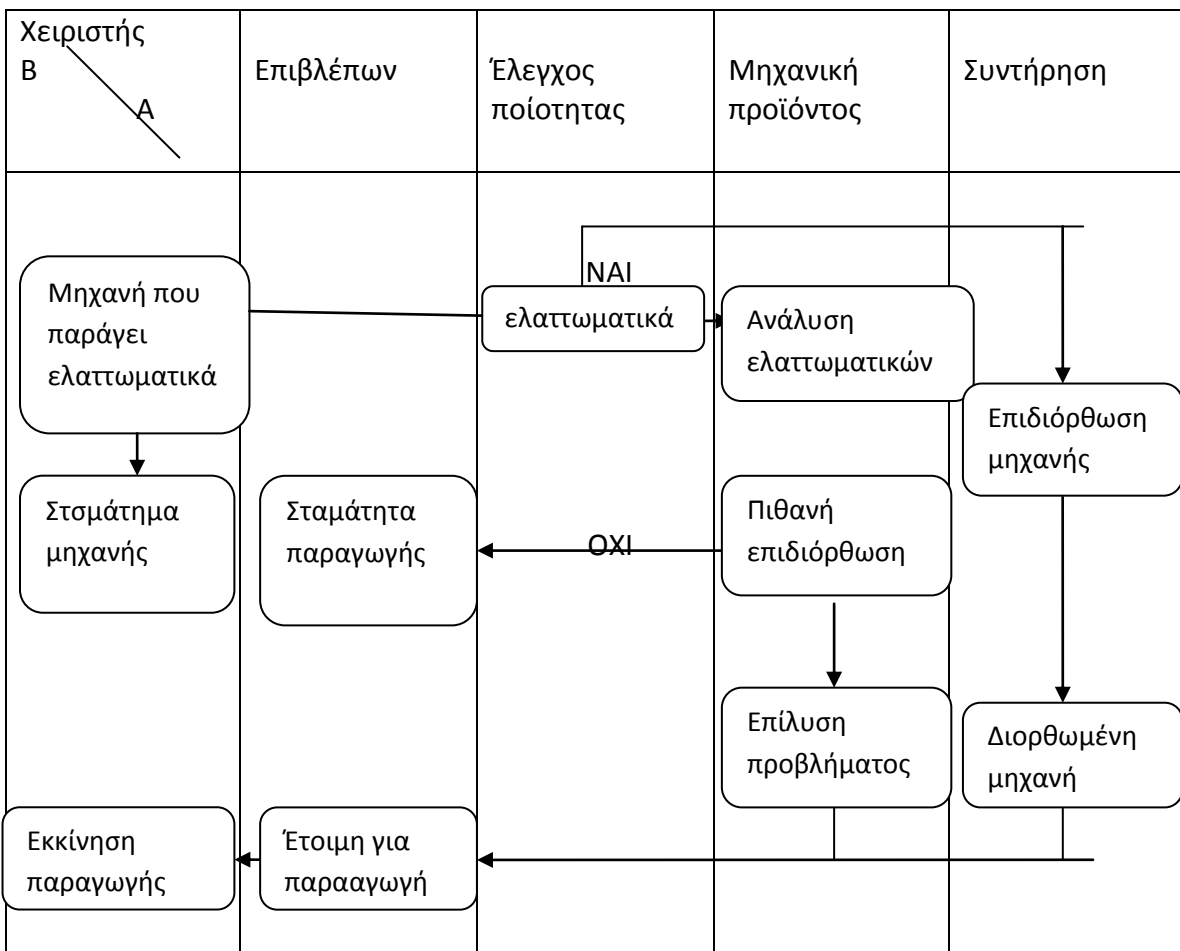 Χειριστής
Β
Α
Επιβλέπων
Έλεγχος
ποίοτητας
Μηχανική
προϊόντος
Συντήρηση
Μηχανή που
παράγει
ελαττωματικά
ΝΑΙ
ελαττωματικά
Ανάλυση
ελαττωματικών
Επιδιόρθωση
μηχανής
Στσμάτημα
μηχανής
Σταμάτητα
παραγωγής
ΟΧΙ
Πιθανή
επιδιόρθωση
Επίλυση
προβλήματος
Διορθωμένη
μηχανή
Εκκίνηση
παραγωγής
Έτοιμη για
παρααγωγή